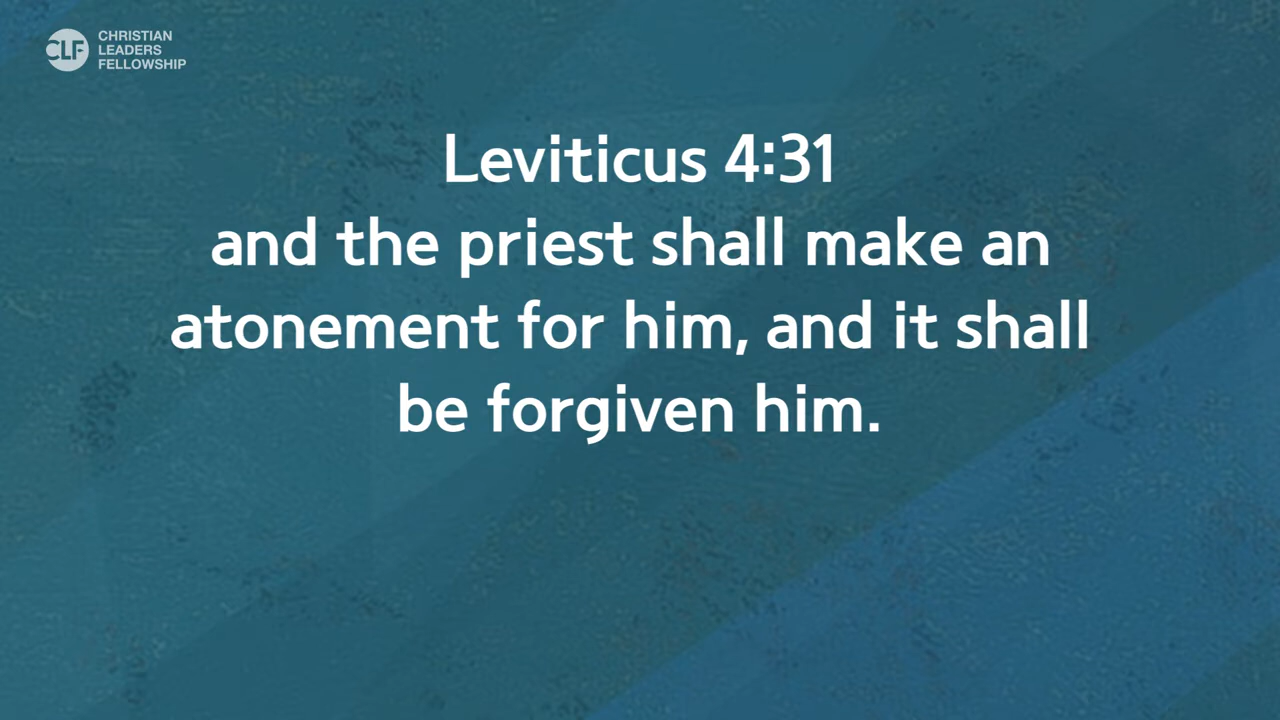 CLF
CHRISTIAN
LEADERS
FELLOWSHIP
Leviticus 4:31
and the priest shall make an
atonement for him, and it shall
be forgiven him.